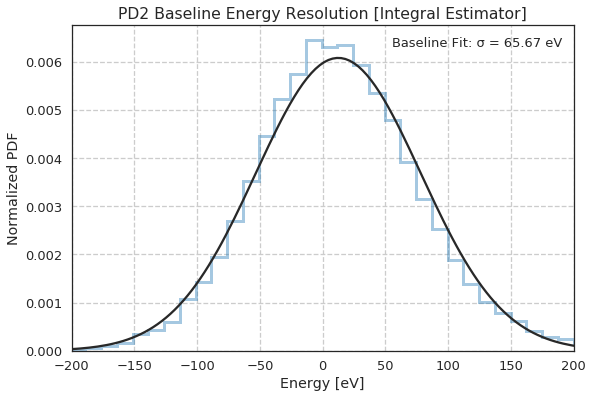 PD2 Baseline Energy Resolution [Integral Estimator]
Baseline Fit: σ = 65.67 eV
Normalized PDF
0.006
0.005
0.004
0.003
0.002
0.001
0.000
−200 −150 −100 −50 0 50 100 150 200
Energy [eV]